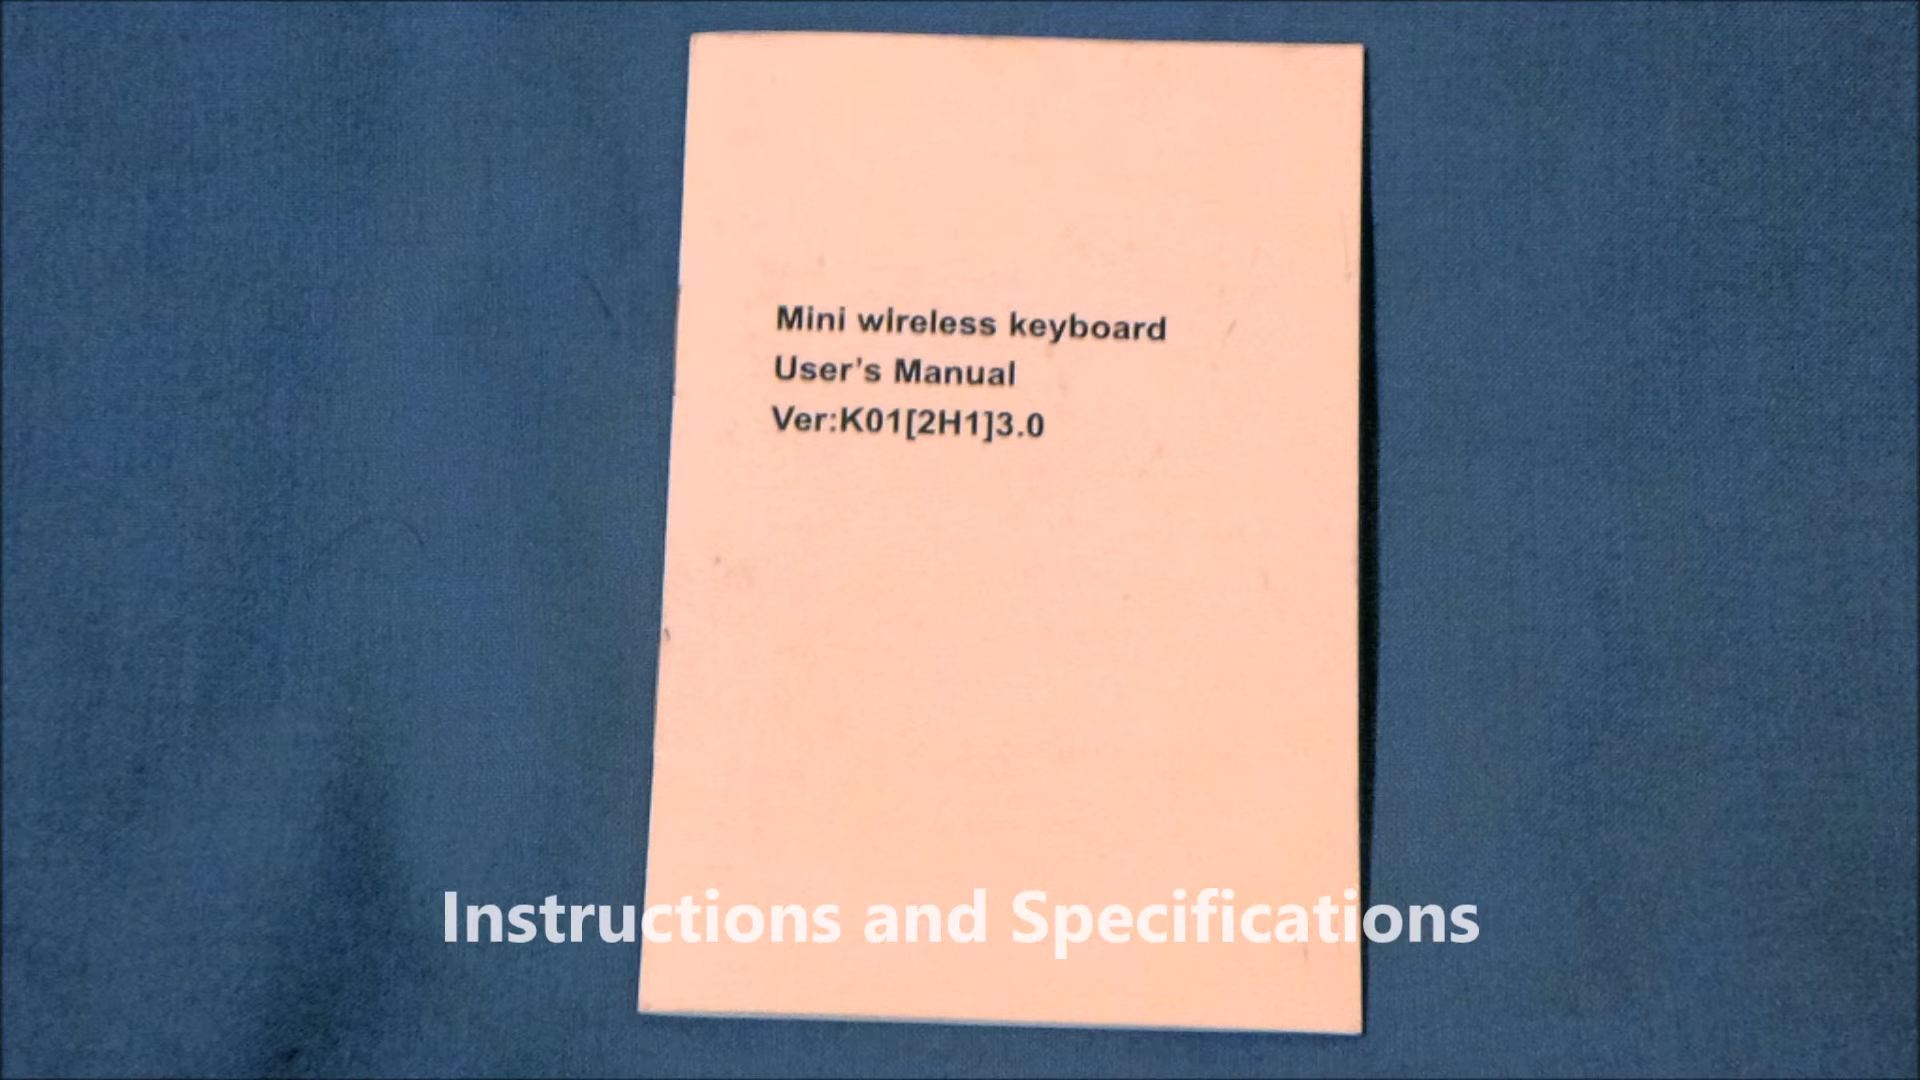 Mini wireless keyboard
User's Manual
Ver:K01[2H1]3.0
Instructions and Specifications